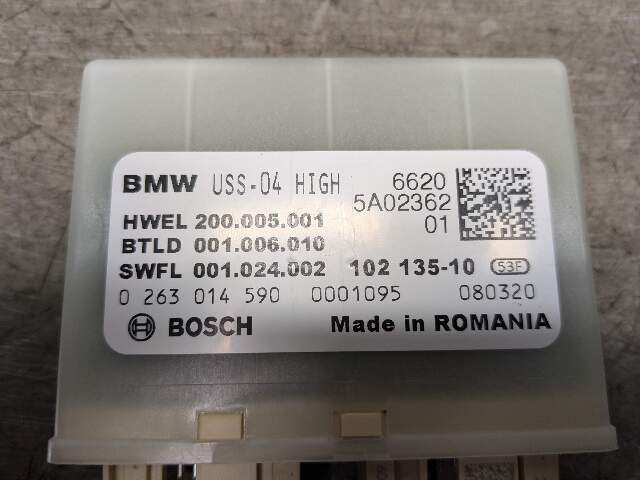 BMW USS-04 HIGH 6620
5A02362
HWEL 200.005.001 01
BTLD 001.006.010
SWFL 001.024.002 102 135-10 S3F
0 263 014 590 0001095 080320
BOSCH Made in ROMANIA